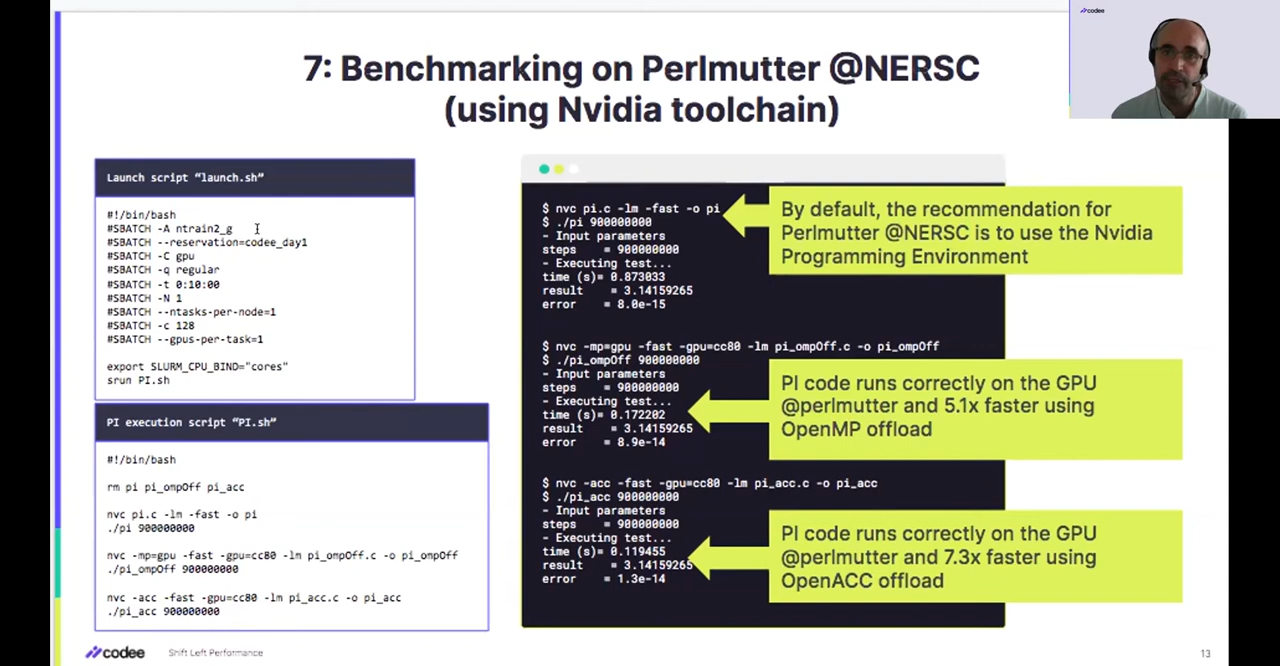 codee
7: Benchmarking on Perlmutter @NERSC
(using Nvidia toolchain)
Launch script “launch.sh”
#!/bin/bash
#SBATCH -A ntrain2_g
#SBATCH --reservation=codee_day1
#SBATCH -C gpu
#SBATCH -q regular
#SBATCH -t 0:10:00
#SBATCH -N 1
#SBATCH --ntasks-per-node=1
#SBATCH -c 128
#SBATCH --gpus-per-task=1
export SLURM_CPU_BIND="cores"
srun PI.sh
PI execution script “PI.sh”
#!/bin/bash
rm pi pi_ompOff pi_acc
nvc pi.c -lm -fast -o pi
./pi 900000000
nvc -mp=gpu -fast -gpu=cc80 -lm pi_ompOff.c -o pi_ompOff
./pi_ompOff 900000000
nvc -acc -fast -gpu=cc80 -lm pi_acc.c -o pi_acc
./pi_acc 900000000
$ nvc pi.c -lm -fast -o pi
$ ./pi 900000000
- Input parameters
steps = 900000000
- Executing test...
time (s)= 0.873033
result = 3.14159265
error = 8.0e-15
$ nvc -mp=gpu -fast -gpu=cc80 -lm pi_ompOff.c -o pi_ompOff
$ ./pi_ompOff 900000000
- Input parameters
steps = 900000000
- Executing test...
time (s)= 0.172202
result = 3.14159265
error = 8.9e-14
$ nvc -acc -fast -gpu=cc80 -lm pi_acc.c -o pi_acc
$ ./pi_acc 900000000
- Input parameters
steps = 900000000
- Executing test...
time (s)= 0.119455
result = 3.14159265
error = 1.3e-14
By default, the recommendation for
Perlmutter @NERSC is to use the Nvidia
Programming Environment
PI code runs correctly on the GPU
@perlmutter and 5.1x faster using
OpenMP offload
PI code runs correctly on the GPU
@perlmutter and 7.3x faster using
OpenACC offload
codee
Shift Left Performance
13